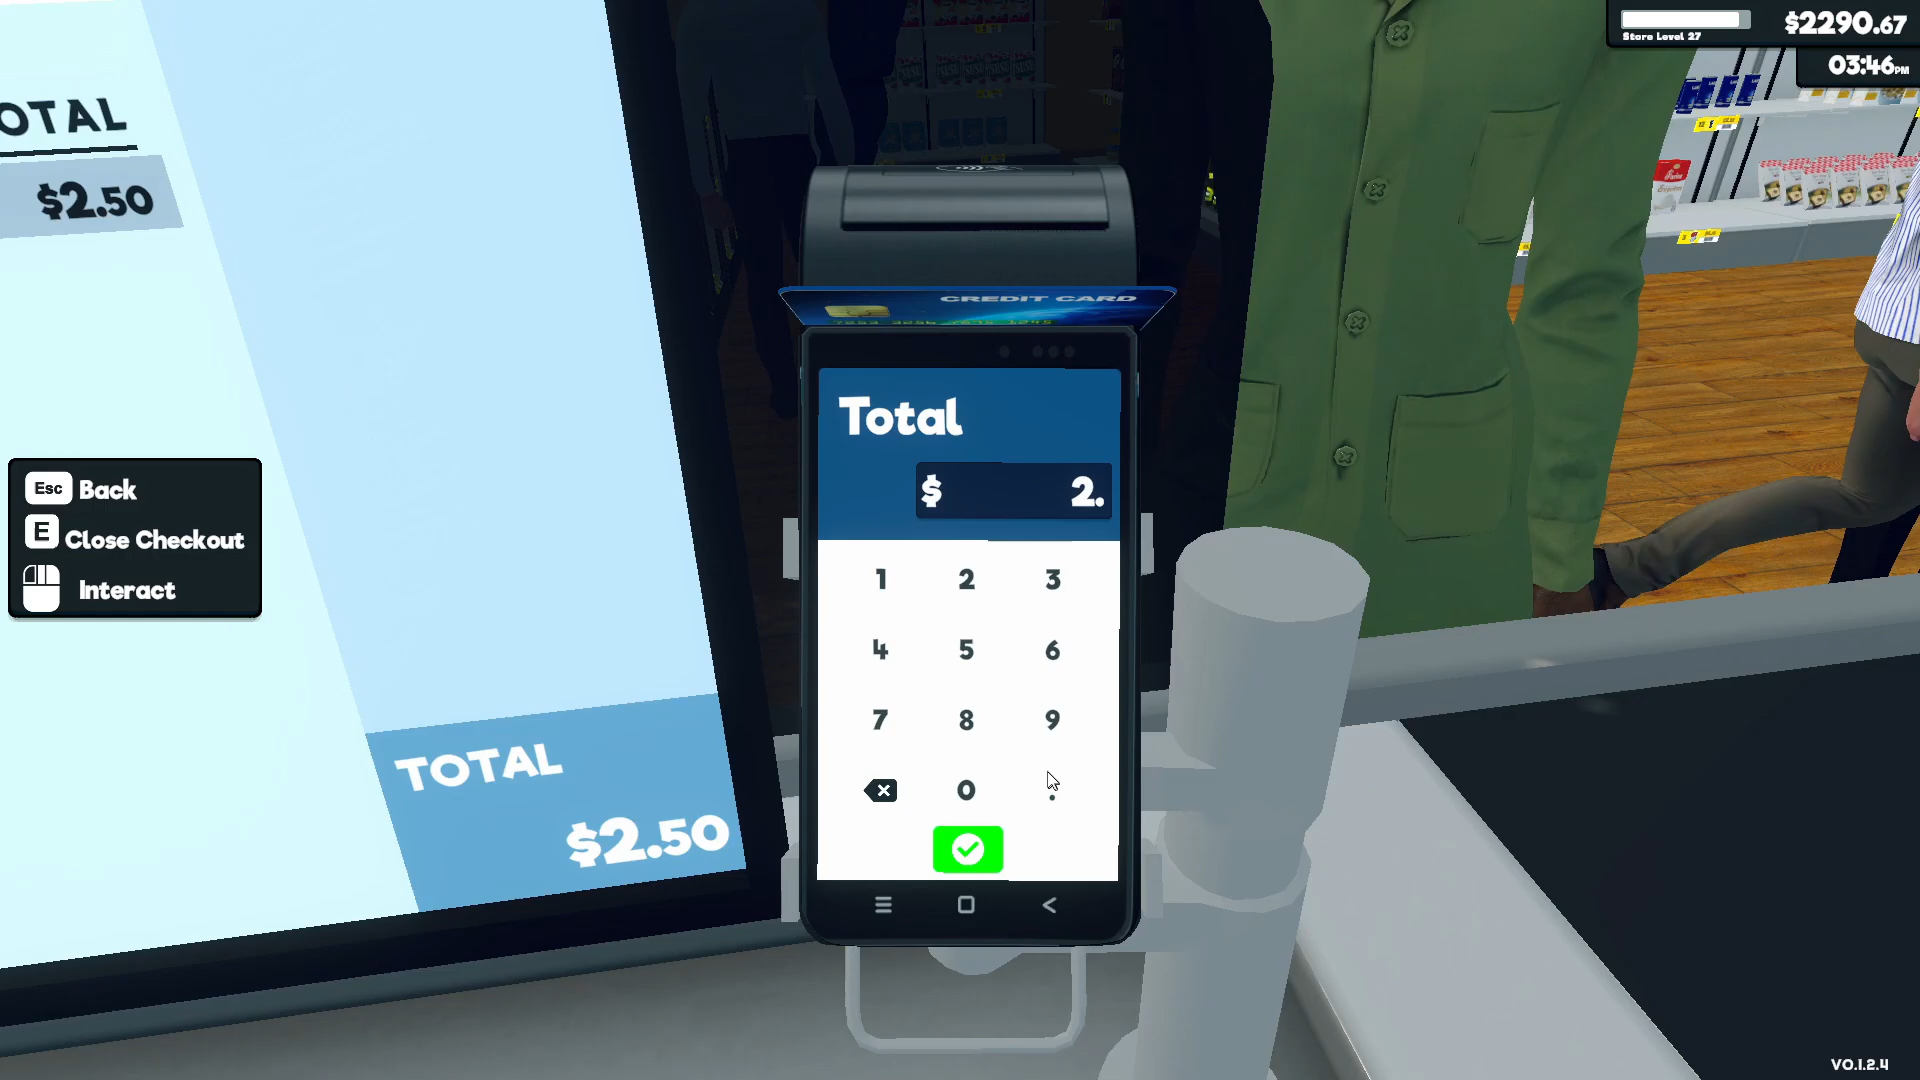 OTAL
$2.50
TOTAL
$2.50
Esc Back
E Close Checkout
Interact
CREDIT CARD
Total
$ 2.
1 2 3
4 5 6
7 8 9
0 .
Store Level 27
$2290.67
03:46PM
V0.1.2.4